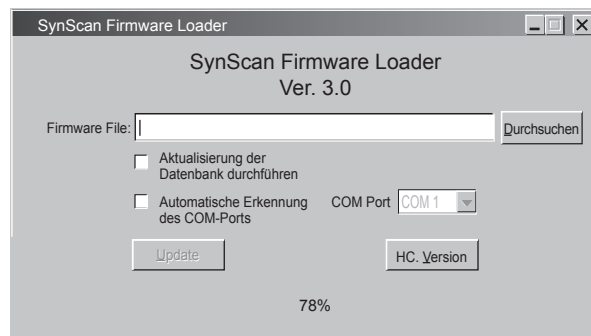 SynScan Firmware Loader
SynScan Firmware Loader
Ver. 3.0
Firmware File:
Durchsuchen
Aktualisierung der
Datenbank durchführen
Automatische Erkennung
des COM-Ports
COM Port
COM 1
Update
HC. Version
78%